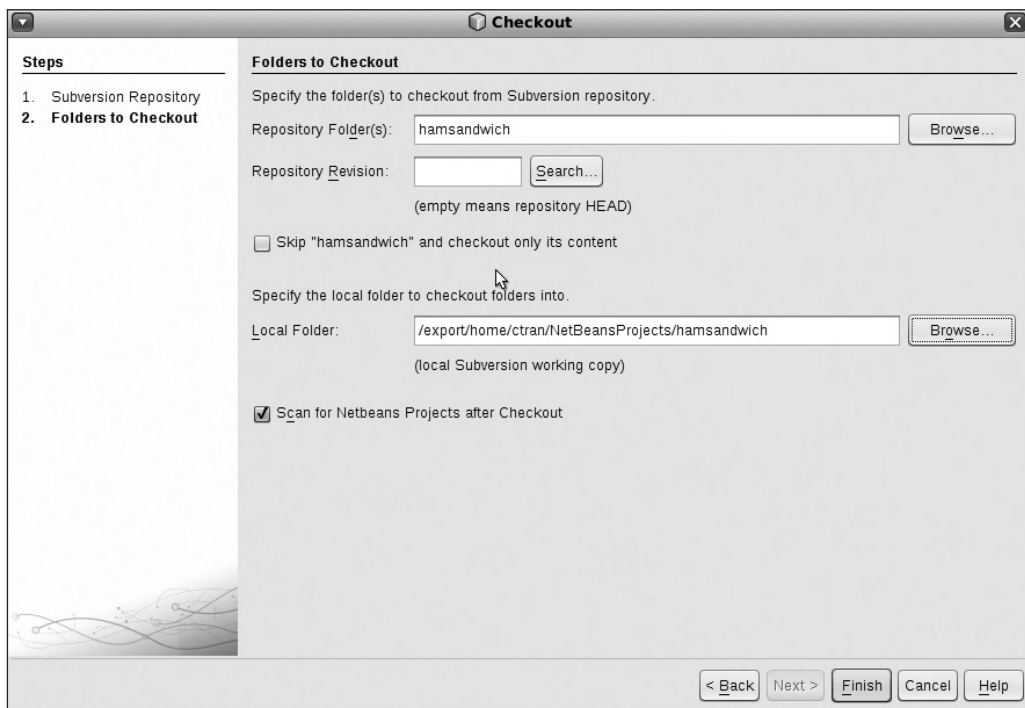 Checkout
Steps
1. Subversion Repository
2. Folders to Checkout
Folders to Checkout
Specify the folder(s) to checkout from Subversion repository.
Repository Folder(s): hamsandwich Browse...
Repository Revision: Search...
(empty means repository HEAD)
Skip "hamsandwich" and checkout only its content
Specify the local folder to checkout folders into.
Local Folder: /export/home/ctran/NetBeansProjects/hamsandwich Browse...
(local Subversion working copy)
Scan for Netbeans Projects after Checkout
< Back Next > Finish Cancel Help